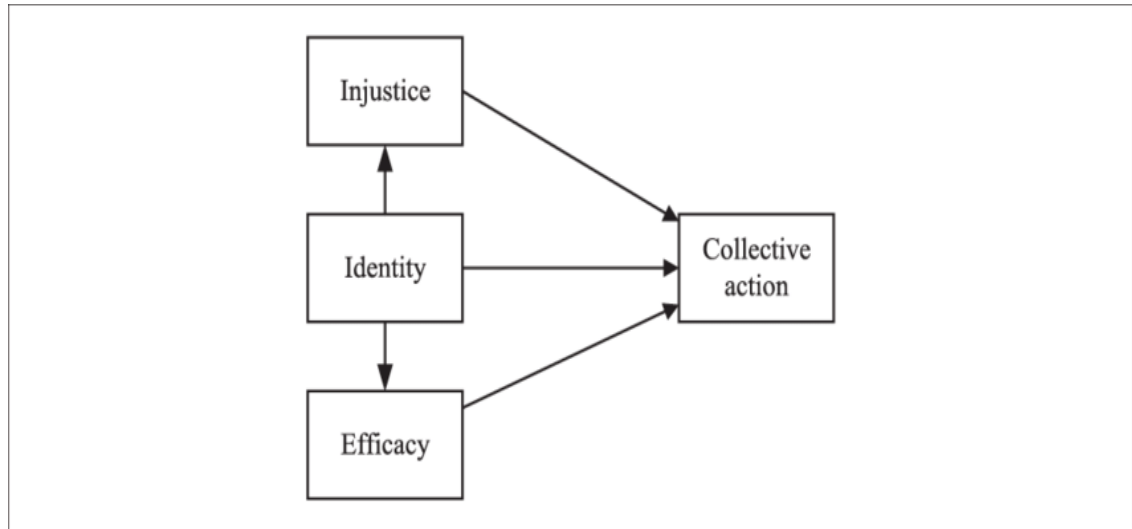 Injustice
Identity
Collective
action
Efficacy